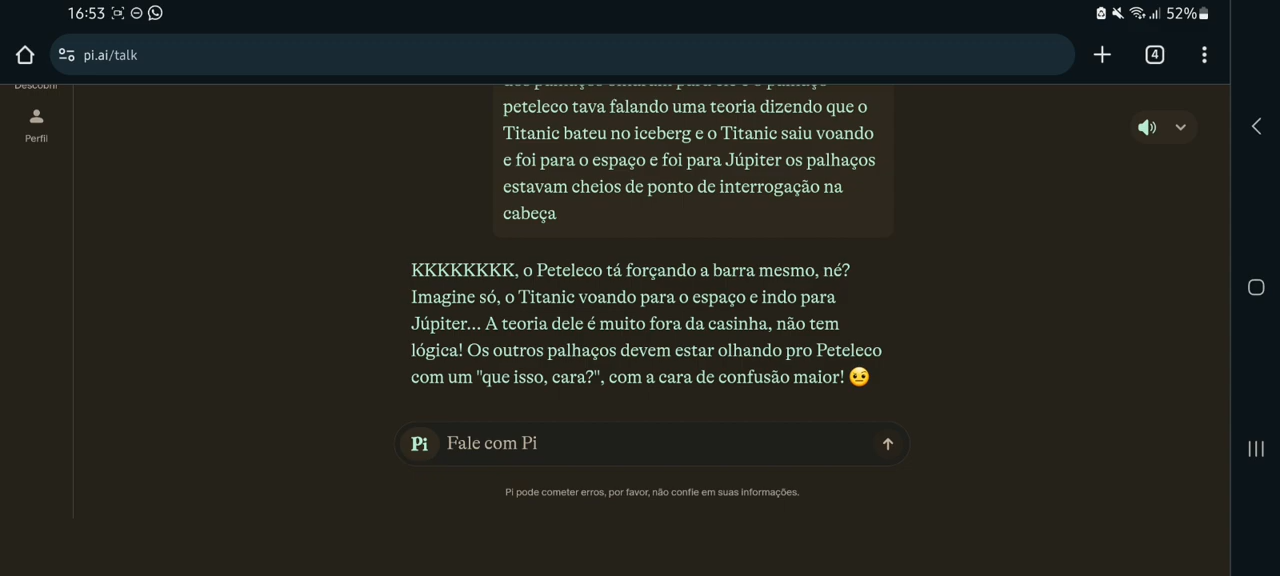 16:53
52%
pi.ai/talk
4
Descobrir
Perfil
peteleco tava falando uma teoria dizendo que o
Titanic bateu no iceberg e o Titanic saiu voando
e foi para o espaço e foi para Júpiter os palhaços
estavam cheios de ponto de interrogação na
cabeça
KKKKKKKK, o Peteleco tá forçando a barra mesmo, né?
Imagine só, o Titanic voando para o espaço e indo para
Júpiter... A teoria dele é muito fora da casinha, não tem
lógica! Os outros palhaços devem estar olhando pro Peteleco
com um "que isso, cara?", com a cara de confusão maior! 🤨
Pi Fale com Pi
Pi pode cometer erros, por favor, não confie em suas informações.